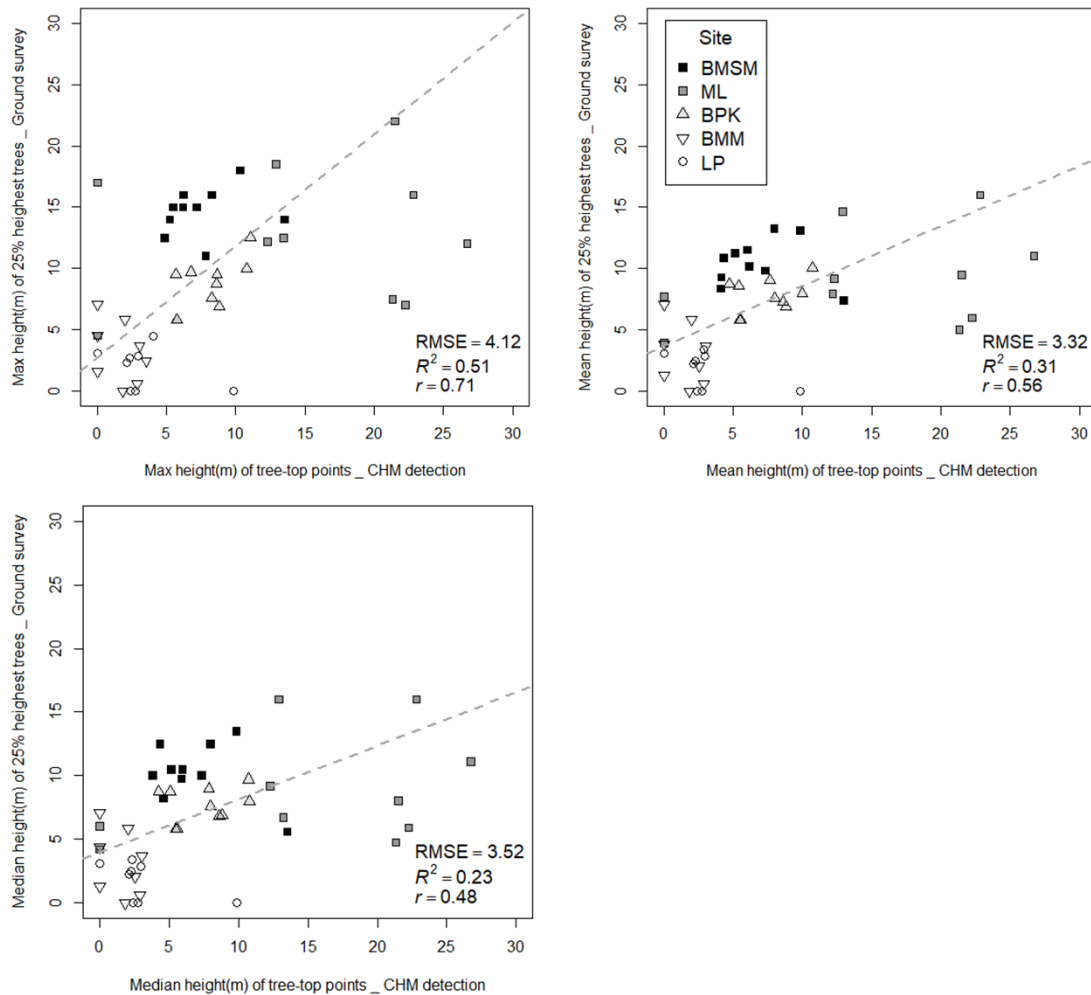 Max height(m) of 25% heighest trees _ Ground survey
30
25
20
15
10
5
0
RMSE = 4.12
R² = 0.51
r = 0.71
0 5 10 15 20 25 30
Max height(m) of tree-top points _ CHM detection
Mean height(m) of 25% heighest trees _ Ground survey
30
25
20
15
10
5
0
Site
BMSM
ML
BPK
BMM
LP
RMSE = 3.32
R² = 0.31
r = 0.56
0 5 10 15 20 25 30
Mean height(m) of tree-top points _ CHM detection
Median height(m) of 25% heighest trees _ Ground survey
30
25
20
15
10
5
0
RMSE = 3.52
R² = 0.23
r = 0.48
0 5 10 15 20 25 30
Median height(m) of tree-top points _ CHM detection